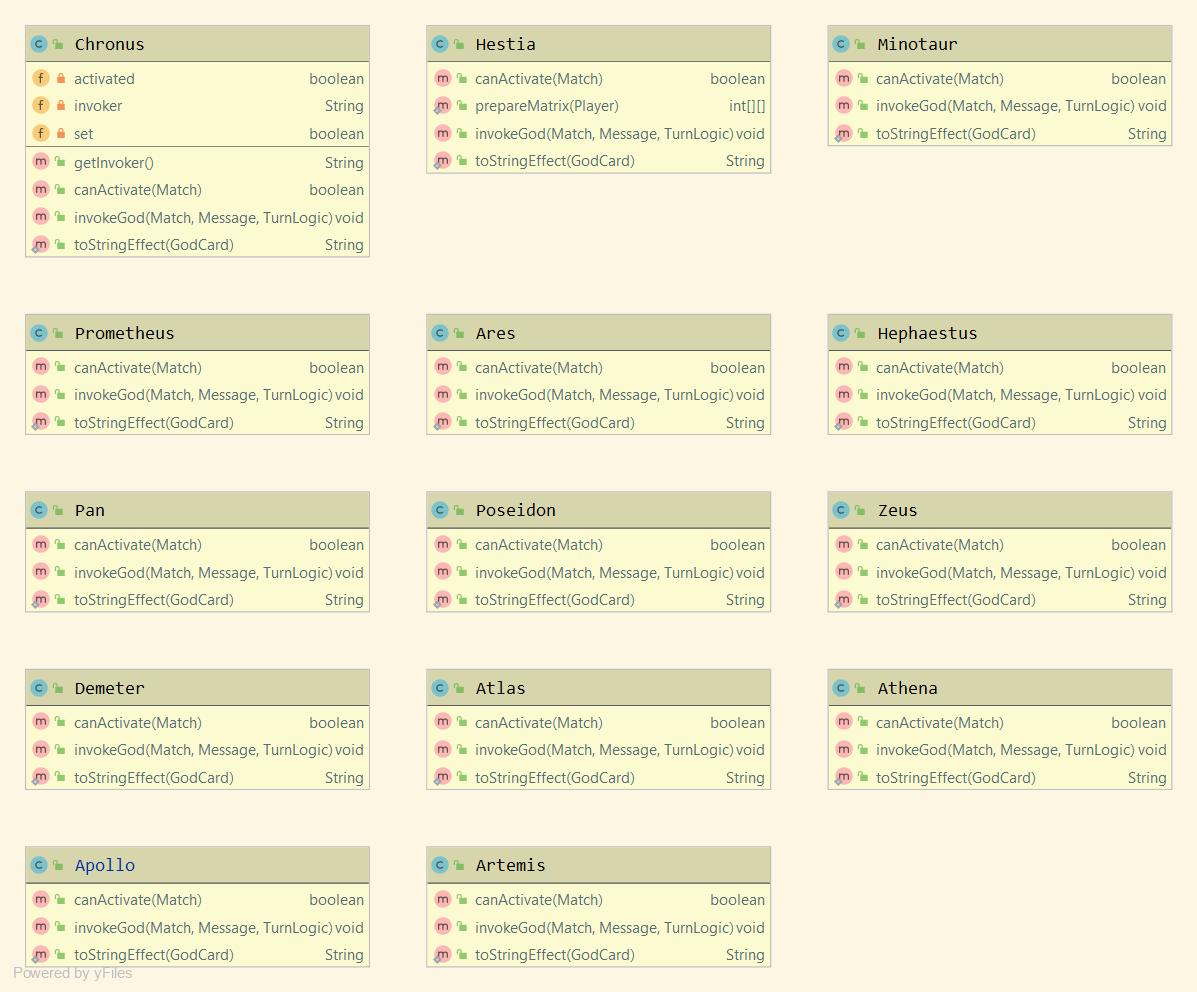 Chronus
activated boolean
invoker String
set boolean
getInvoker() String
canActivate(Match) boolean
invokeGod(Match, Message, TurnLogic) void
toStringEffect(GodCard) String
Hestia
canActivate(Match) boolean
prepareMatrix(Player) int[][]
invokeGod(Match, Message, TurnLogic) void
toStringEffect(GodCard) String
Minotaur
canActivate(Match) boolean
invokeGod(Match, Message, TurnLogic) void
toStringEffect(GodCard) String
Prometheus
canActivate(Match) boolean
invokeGod(Match, Message, TurnLogic) void
toStringEffect(GodCard) String
Ares
canActivate(Match) boolean
invokeGod(Match, Message, TurnLogic) void
toStringEffect(GodCard) String
Hephaestus
canActivate(Match) boolean
invokeGod(Match, Message, TurnLogic) void
toStringEffect(GodCard) String
Pan
canActivate(Match) boolean
invokeGod(Match, Message, TurnLogic) void
toStringEffect(GodCard) String
Poseidon
canActivate(Match) boolean
invokeGod(Match, Message, TurnLogic) void
toStringEffect(GodCard) String
Zeus
canActivate(Match) boolean
invokeGod(Match, Message, TurnLogic) void
toStringEffect(GodCard) String
Demeter
canActivate(Match) boolean
invokeGod(Match, Message, TurnLogic) void
toStringEffect(GodCard) String
Atlas
canActivate(Match) boolean
invokeGod(Match, Message, TurnLogic) void
toStringEffect(GodCard) String
Athena
canActivate(Match) boolean
invokeGod(Match, Message, TurnLogic) void
toStringEffect(GodCard) String
Apollo
canActivate(Match) boolean
invokeGod(Match, Message, TurnLogic) void
toStringEffect(GodCard) String
Artemis
canActivate(Match) boolean
invokeGod(Match, Message, TurnLogic) void
toStringEffect(GodCard) String
Powered by yFiles